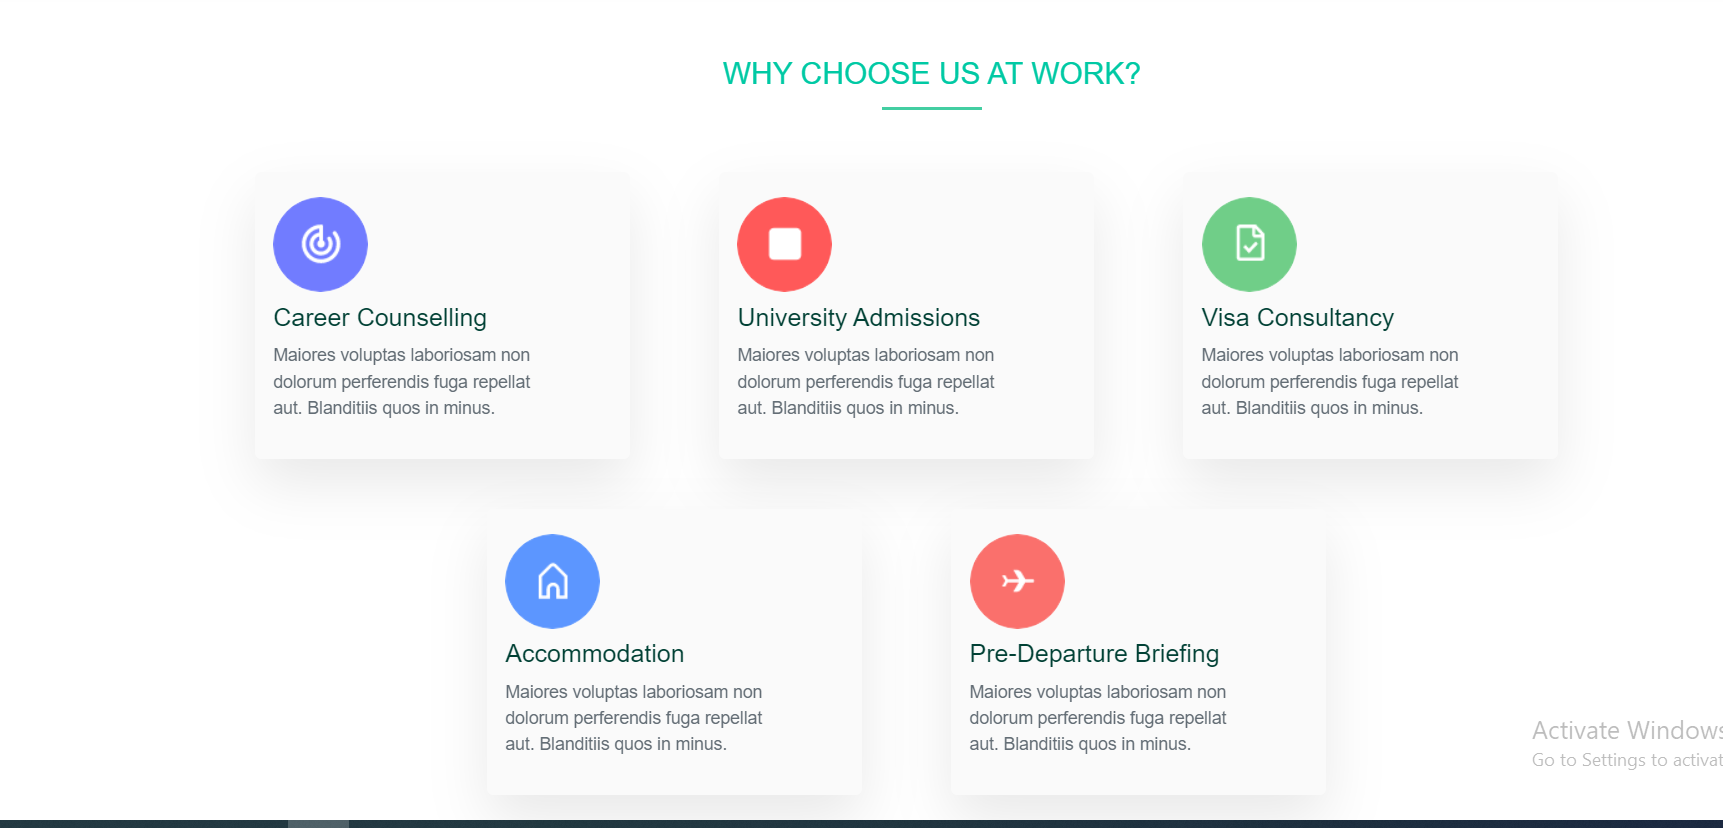 WHY CHOOSE US AT WORK?
Career Counselling
Maiores voluptas laboriosam non
dolorum perferendis fuga repellat
aut. Blanditiis quos in minus.
University Admissions
Maiores voluptas laboriosam non
dolorum perferendis fuga repellat
aut. Blanditiis quos in minus.
Visa Consultancy
Maiores voluptas laboriosam non
dolorum perferendis fuga repellat
aut. Blanditiis quos in minus.
Accommodation
Maiores voluptas laboriosam non
dolorum perferendis fuga repellat
aut. Blanditiis quos in minus.
Pre-Departure Briefing
Maiores voluptas laboriosam non
dolorum perferendis fuga repellat
aut. Blanditiis quos in minus.
Activate Windows
Go to Settings to activat